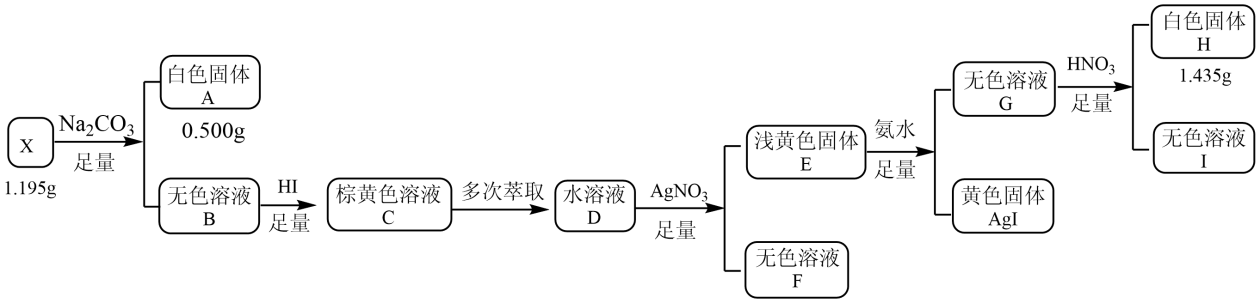 X
1.195g
Na₂CO₃
足量
白色固体
A
0.500g
无色溶液
B
HI
足量
棕黄色溶液
C
多次萃取
水溶液
D
AgNO₃
足量
浅黄色固体
E
无色溶液
F
氨水
足量
无色溶液
G
黄色固体
AgI
HNO₃
足量
白色固体
H
1.435g
无色溶液
I